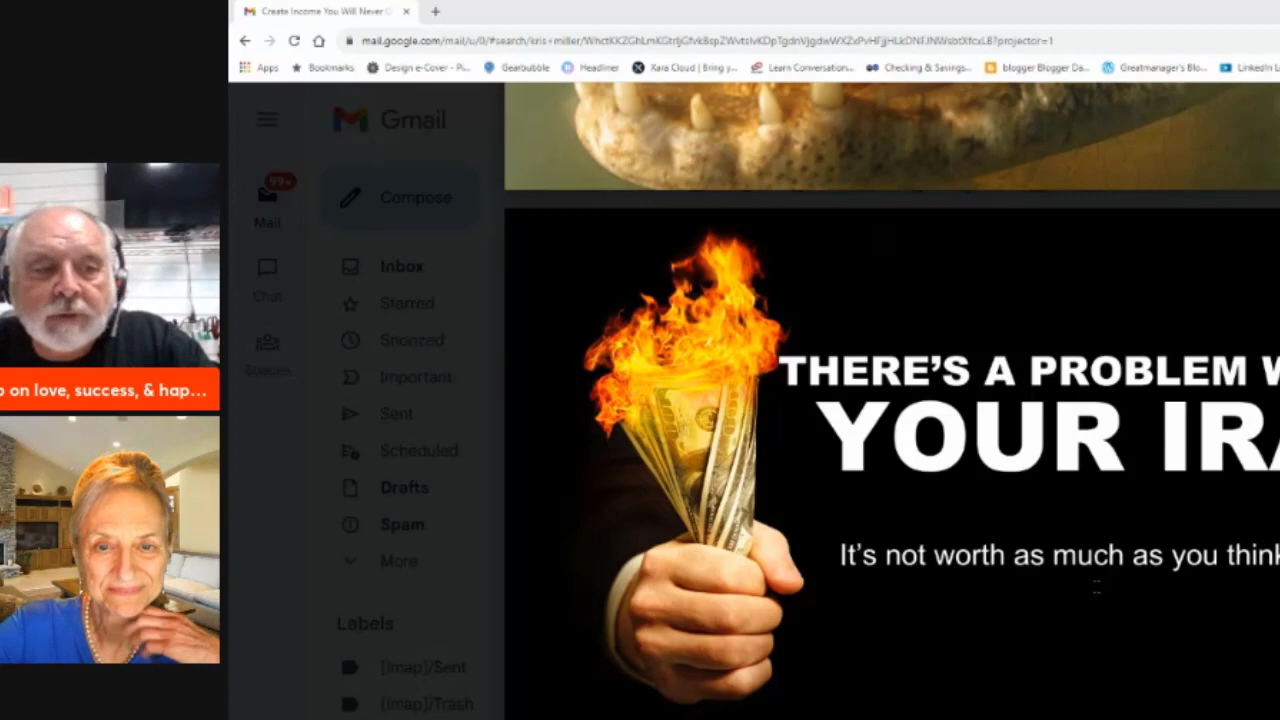 Create Income You Will Never O
mail.google.com/mail/u/0/#search/kris+miller/
Apps
Bookmarks
Design e-Cover - Pi...
Gearbubble
Headliner
Xara Cloud | Bring y...
Learn Conversation...
Checking & Savings...
blogger Blogger Da...
Greatmanager's Blo...
LinkedIn L
Gmail
99+
Mail
Chat
Spaces
Compose
Inbox
Starred
Snoozed
Important
Sent
Scheduled
Drafts
Spam
More
Labels
[Imap]/Sent
[Imap]/Trash
on love, success, & hap...
THERE'S A PROBLEM W
YOUR IRA
It's not worth as much as you think